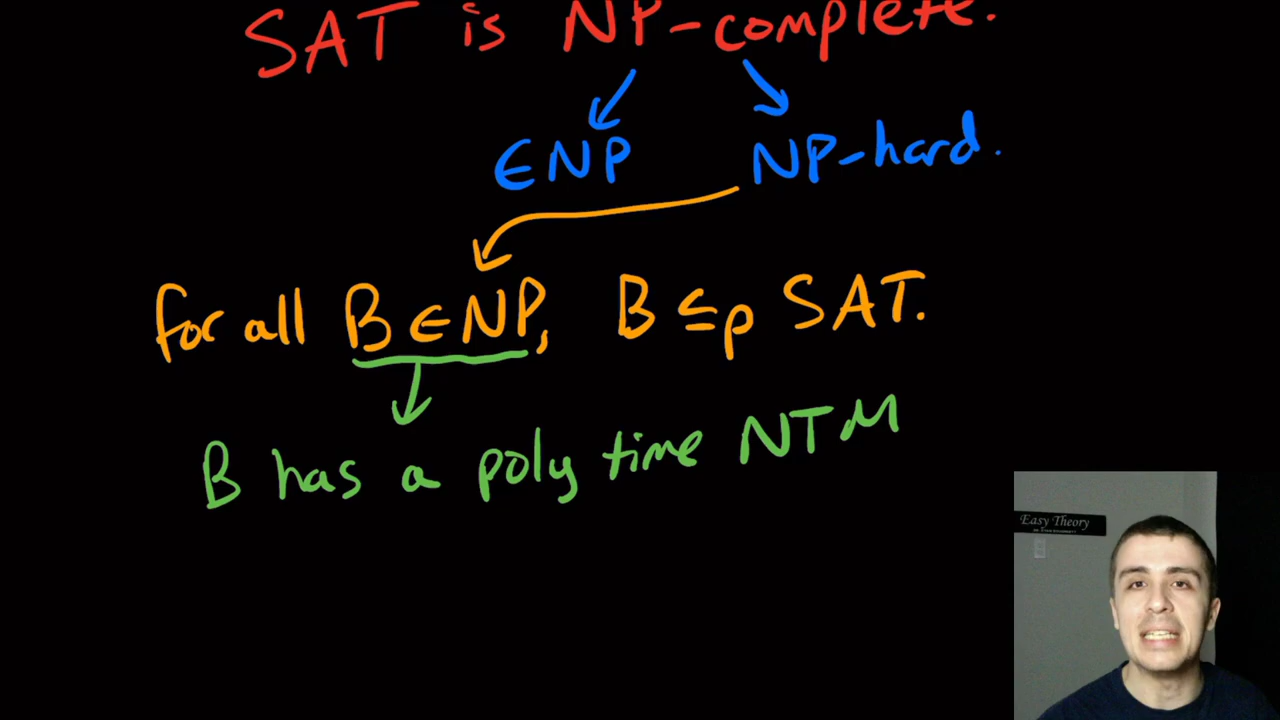 SAT is NP-complete.
∈NP NP-hard.
for all B∈NP, B ≤p SAT.
B has a poly time NTM
Easy Theory